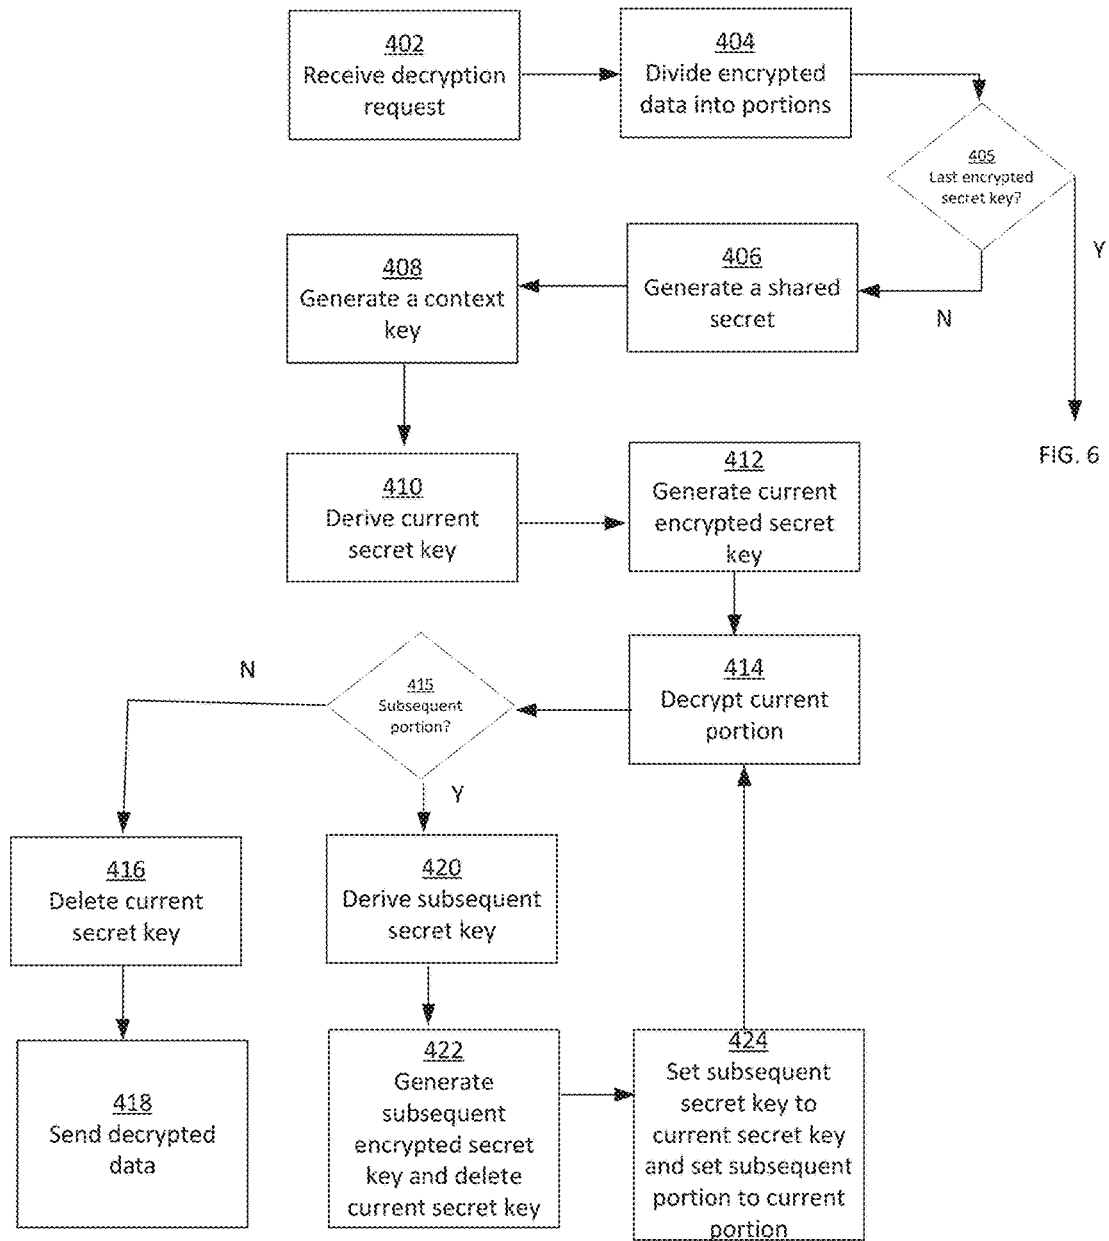 402
Receive decryption
request
404
Divide encrypted
data into portions
405
Last encrypted
secret key?
Y
N
406
Generate a shared
secret
408
Generate a context
key
FIG. 6
410
Derive current
secret key
412
Generate current
encrypted secret
key
414
Decrypt current
portion
415
Subsequent
portion?
N
Y
416
Delete current
secret key
420
Derive subsequent
secret key
418
Send decrypted
data
422
Generate
subsequent
encrypted secret
key and delete
current secret key
424
Set subsequent
secret key to
current secret key
and set subsequent
portion to current
portion